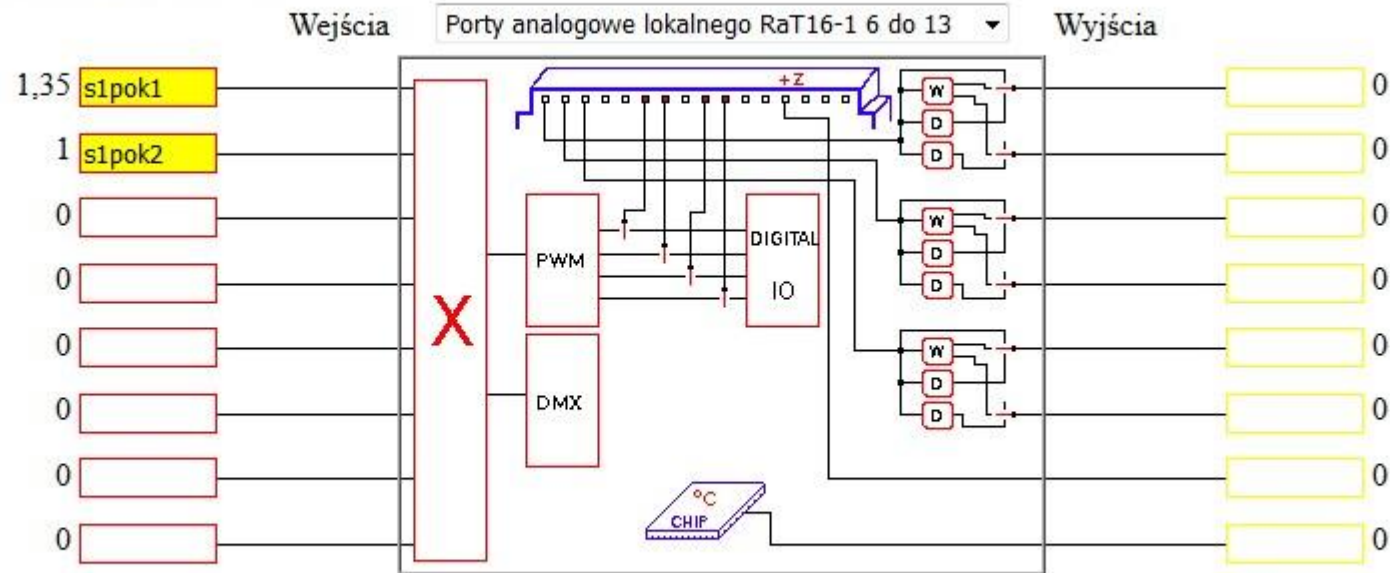 Wejścia Porty analogowe lokalnego RaT16-1 6 do 13 Wyjścia
1,35 s1pok1 +Z W 0
D
1 s1pok2 D 0
0 W 0
PWM DIGITAL D
0 IO D 0
X
0 W 0
D
0 DMX D 0
0 °C 0
CHIP
0 0